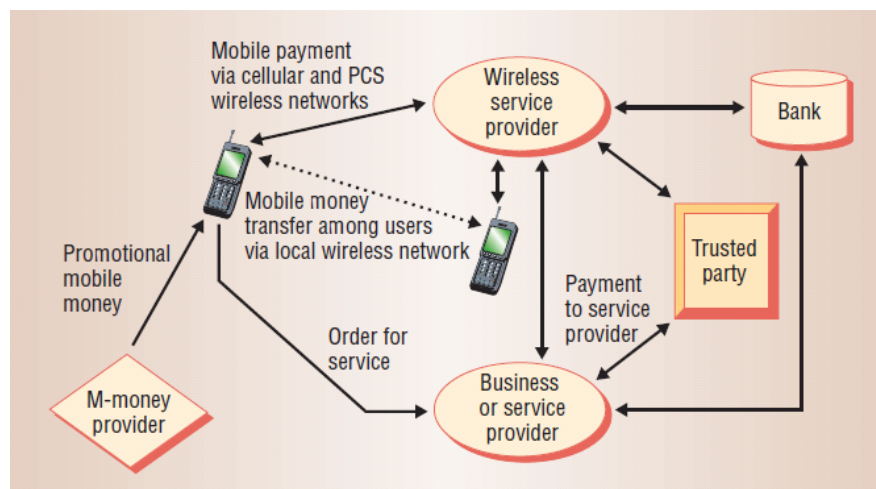 Mobile payment
via cellular and PCS
wireless networks
Wireless
service
provider
Bank
Mobile money
transfer among users
via local wireless network
Promotional
mobile
money
Trusted
party
Payment
to service
provider
Order for
service
M-money
provider
Business
or service
provider